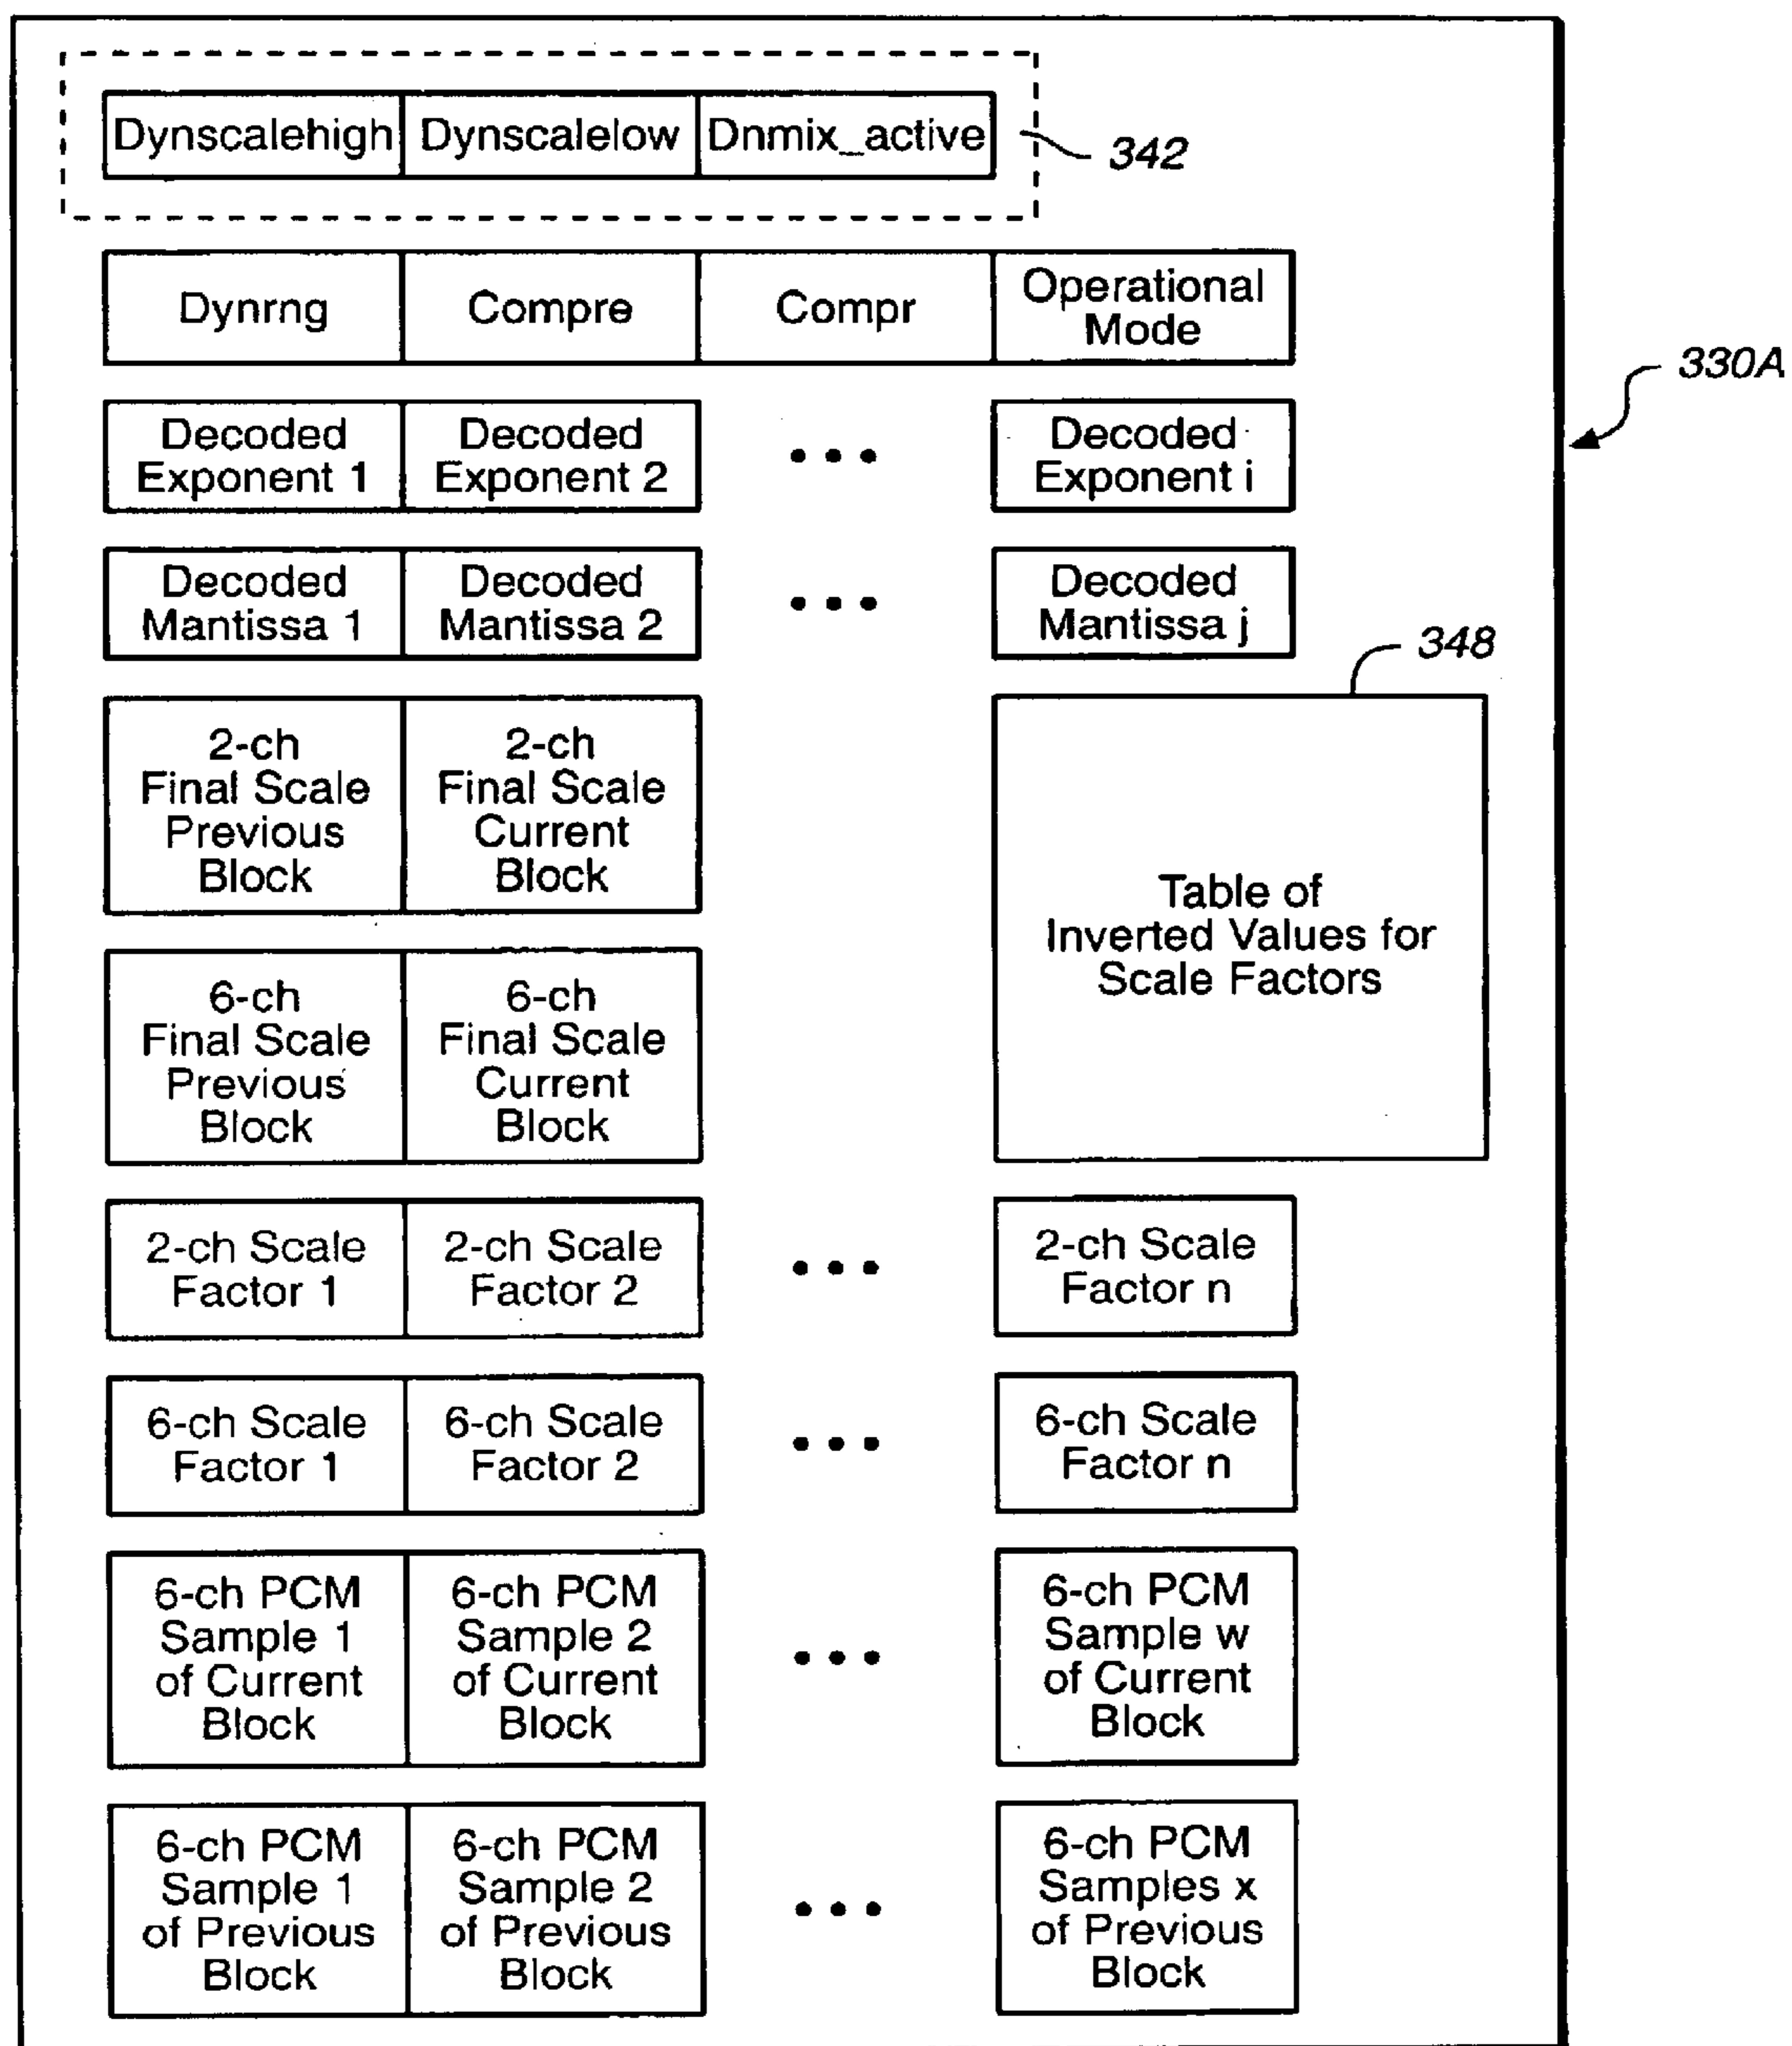 Dynscalehigh Dynscalelow Dnmix_active
342
Dynrng Compre Compr Operational
Mode
330A
Decoded Decoded Decoded
Exponent 1 Exponent 2 ••• Exponent i
Decoded Decoded Decoded
Mantissa 1 Mantissa 2 ••• Mantissa j
348
2-ch 2-ch
Final Scale Final Scale
Previous Current
Block Block
Table of
Inverted Values for
Scale Factors
6-ch 6-ch
Final Scale Final Scale
Previous Current
Block Block
2-ch Scale 2-ch Scale 2-ch Scale
Factor 1 Factor 2 ••• Factor n
6-ch Scale 6-ch Scale 6-ch Scale
Factor 1 Factor 2 ••• Factor n
6-ch PCM 6-ch PCM 6-ch PCM
Sample 1 Sample 2 ••• Sample w
of Current of Current of Current
Block Block Block
6-ch PCM 6-ch PCM 6-ch PCM
Sample 1 Sample 2 ••• Samples x
of Previous of Previous of Previous
Block Block Block